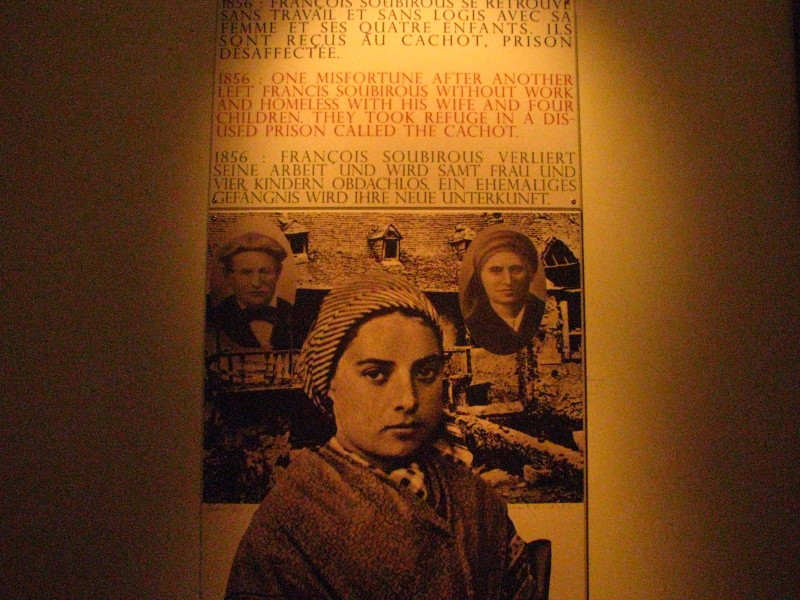 1856 : FRANÇOIS SOUBIROUS SE RETROUVE
SANS TRAVAIL ET SANS LOGIS AVEC SA
FEMME ET SES QUATRE ENFANTS. ILS
SONT REÇUS AU CACHOT, PRISON
DÉSAFFECTÉE.
1856 : ONE MISFORTUNE AFTER ANOTHER
LEFT FRANCIS SOUBIROUS WITHOUT WORK
AND HOMELESS WITH HIS WIFE AND FOUR
CHILDREN. THEY TOOK REFUGE IN A DIS-
USED PRISON CALLED THE CACHOT.
1856 : FRANÇOIS SOUBIROUS VERLIERT
SEINE ARBEIT UND WIRD SAMT FRAU UND
VIER KINDERN OBDACHLOS. EIN EHEMALIGES
GEFÄNGNIS WIRD IHRE NEUE UNTERKUNFT.